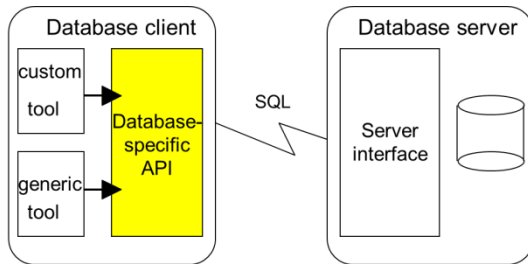 Database client
custom
tool
generic
tool
Database-
specific
API
SQL
Database server
Server
interface